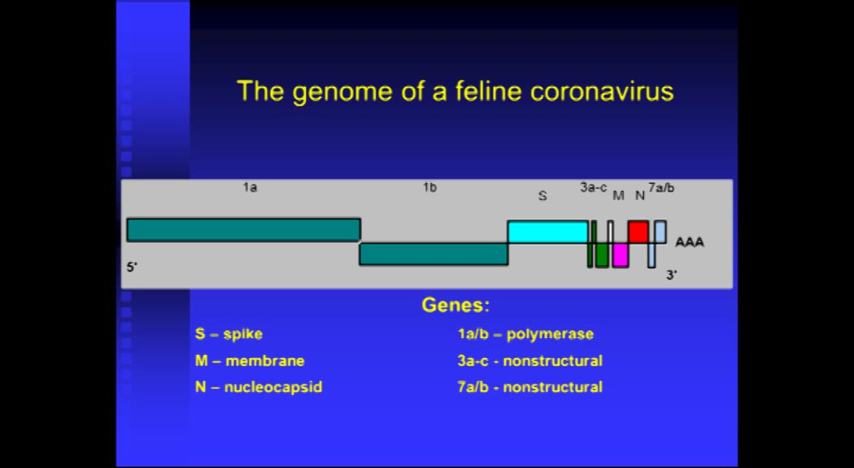 The genome of a feline coronavirus
1a 1b S 3a-c M N 7a/b
AAA
5' 3'
Genes:
S – spike 1a/b – polymerase
M – membrane 3a-c - nonstructural
N – nucleocapsid 7a/b - nonstructural